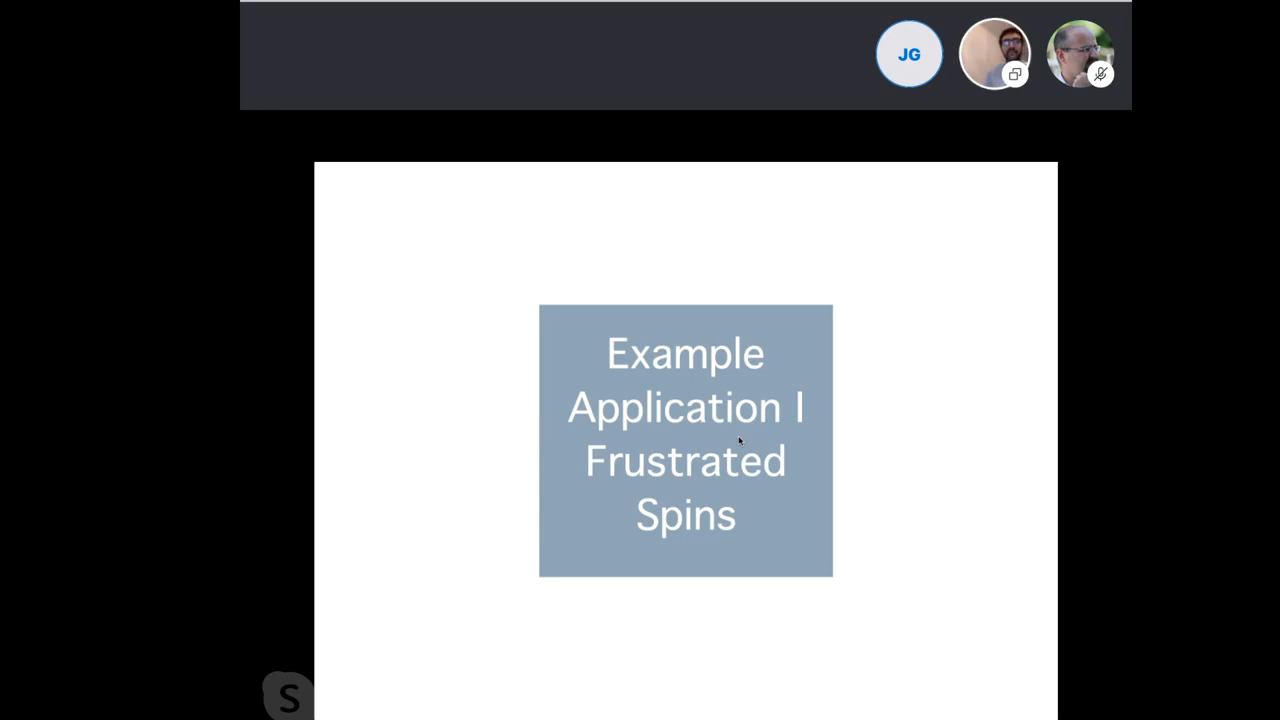 JG
Example
Application I
Frustrated
Spins
S